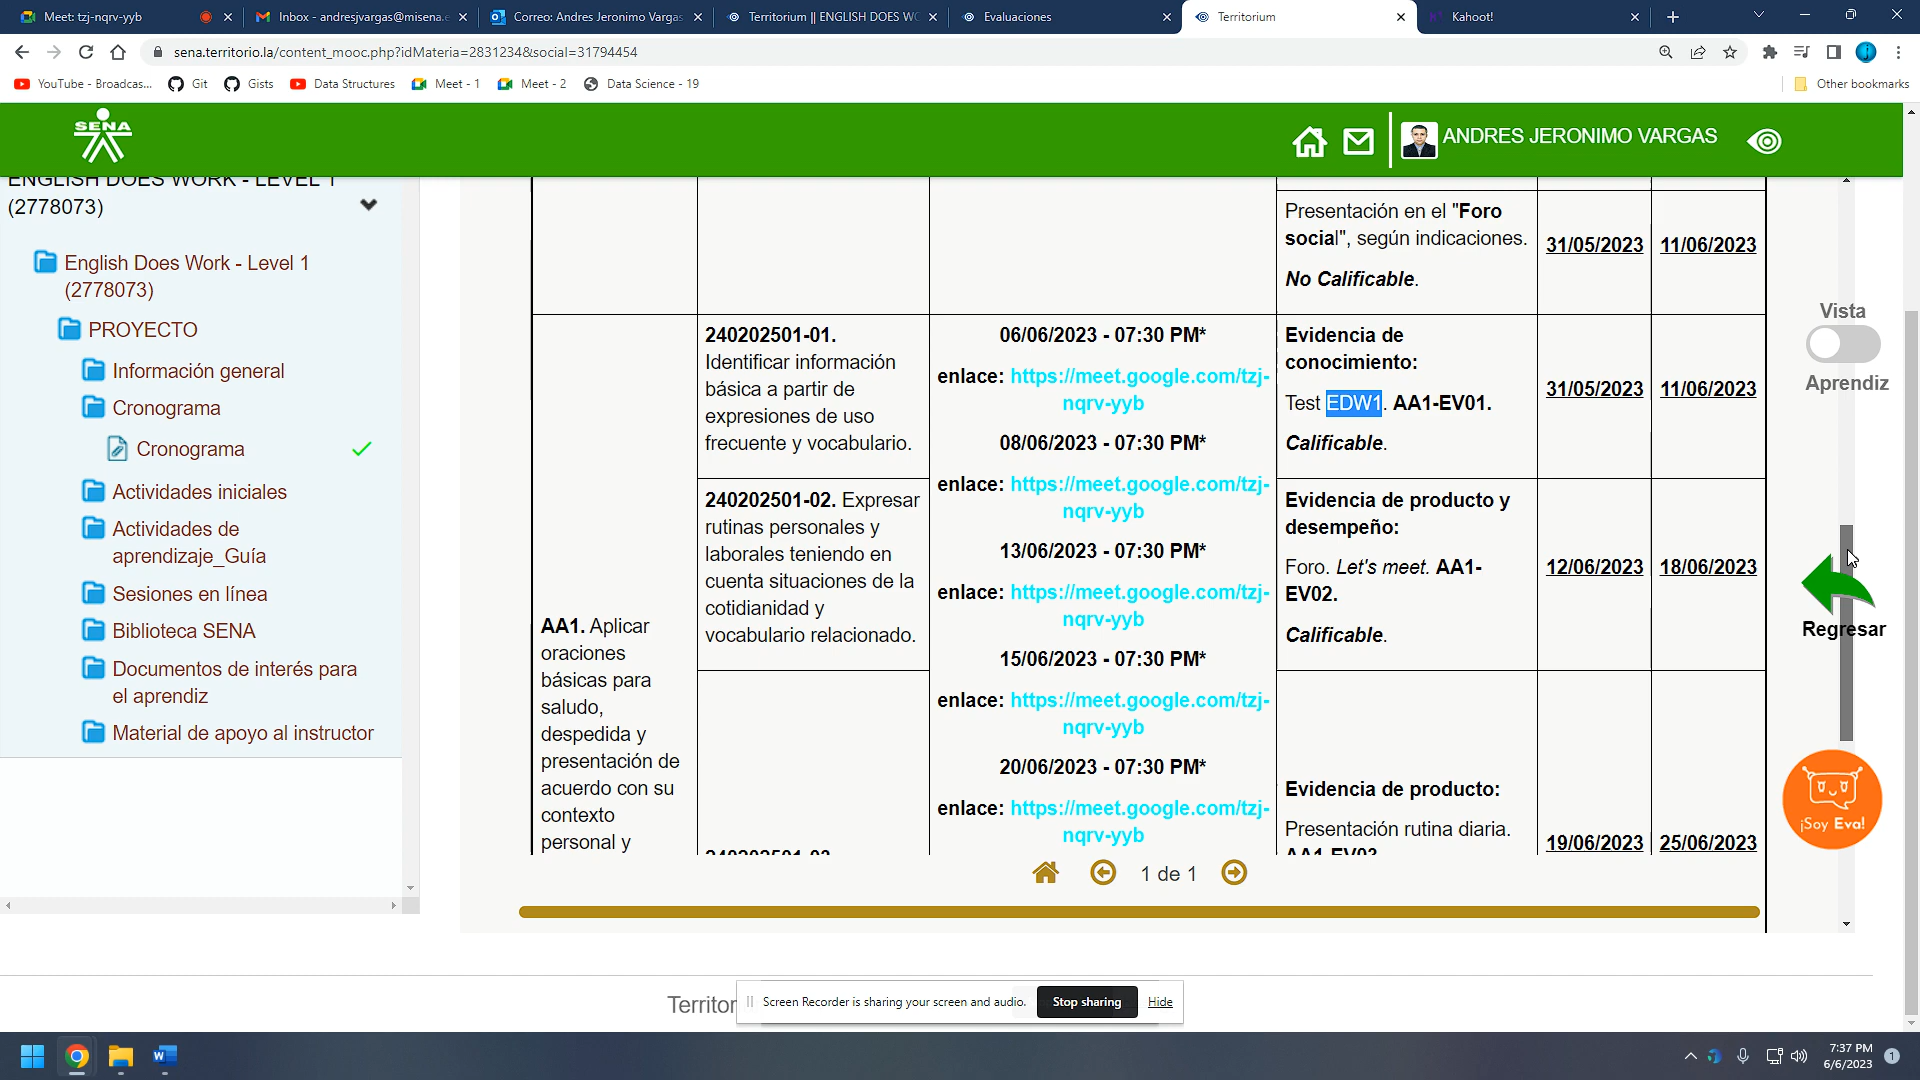 Meet: tzj-nqrv-yyb
Inbox - andresjvargas@misena.e
Correo: Andres Jeronimo Vargas
Territorium || ENGLISH DOES WO
Evaluaciones
Territorium
Kahoot!
sena.territorio.la/content_mooc.php?idMateria=2831234&social=31794454
YouTube - Broadcas...
Git
Gists
Data Structures
Meet - 1
Meet - 2
Data Science - 19
Other bookmarks
SENA
ANDRES JERONIMO VARGAS
ENGLISH DOES WORK - LEVEL 1
(2778073)
English Does Work - Level 1
(2778073)
PROYECTO
Información general
Cronograma
Cronograma
Actividades iniciales
Actividades de
aprendizaje_Guía
Sesiones en línea
Biblioteca SENA
Documentos de interés para
el aprendiz
Material de apoyo al instructor
Presentación en el "Foro
social", según indicaciones.
No Calificable.
31/05/2023
11/06/2023
AA1. Aplicar
oraciones
básicas para
saludo,
despedida y
presentación de
acuerdo con su
contexto
personal y
240202501-01.
Identificar información
básica a partir de
expresiones de uso
frecuente y vocabulario.
240202501-02. Expresar
rutinas personales y
laborales teniendo en
cuenta situaciones de la
cotidianidad y
vocabulario relacionado.
240202501-03
06/06/2023 - 07:30 PM*
enlace: https://meet.google.com/tzj-
nqrv-yyb
08/06/2023 - 07:30 PM*
enlace: https://meet.google.com/tzj-
nqrv-yyb
13/06/2023 - 07:30 PM*
enlace: https://meet.google.com/tzj-
nqrv-yyb
15/06/2023 - 07:30 PM*
enlace: https://meet.google.com/tzj-
nqrv-yyb
20/06/2023 - 07:30 PM*
enlace: https://meet.google.com/tzj-
nqrv-yyb
Evidencia de
conocimiento:
Test EDW1. AA1-EV01.
Calificable.
31/05/2023
11/06/2023
Evidencia de producto y
desempeño:
Foro. Let's meet. AA1-
EV02.
Calificable.
12/06/2023
18/06/2023
Evidencia de producto:
Presentación rutina diaria.
AA1-EV03
19/06/2023
25/06/2023
Vista
Aprendiz
Regresar
¡Soy Eva!
1 de 1
Territor
Screen Recorder is sharing your screen and audio.
Stop sharing
Hide
7:37 PM
6/6/2023
1